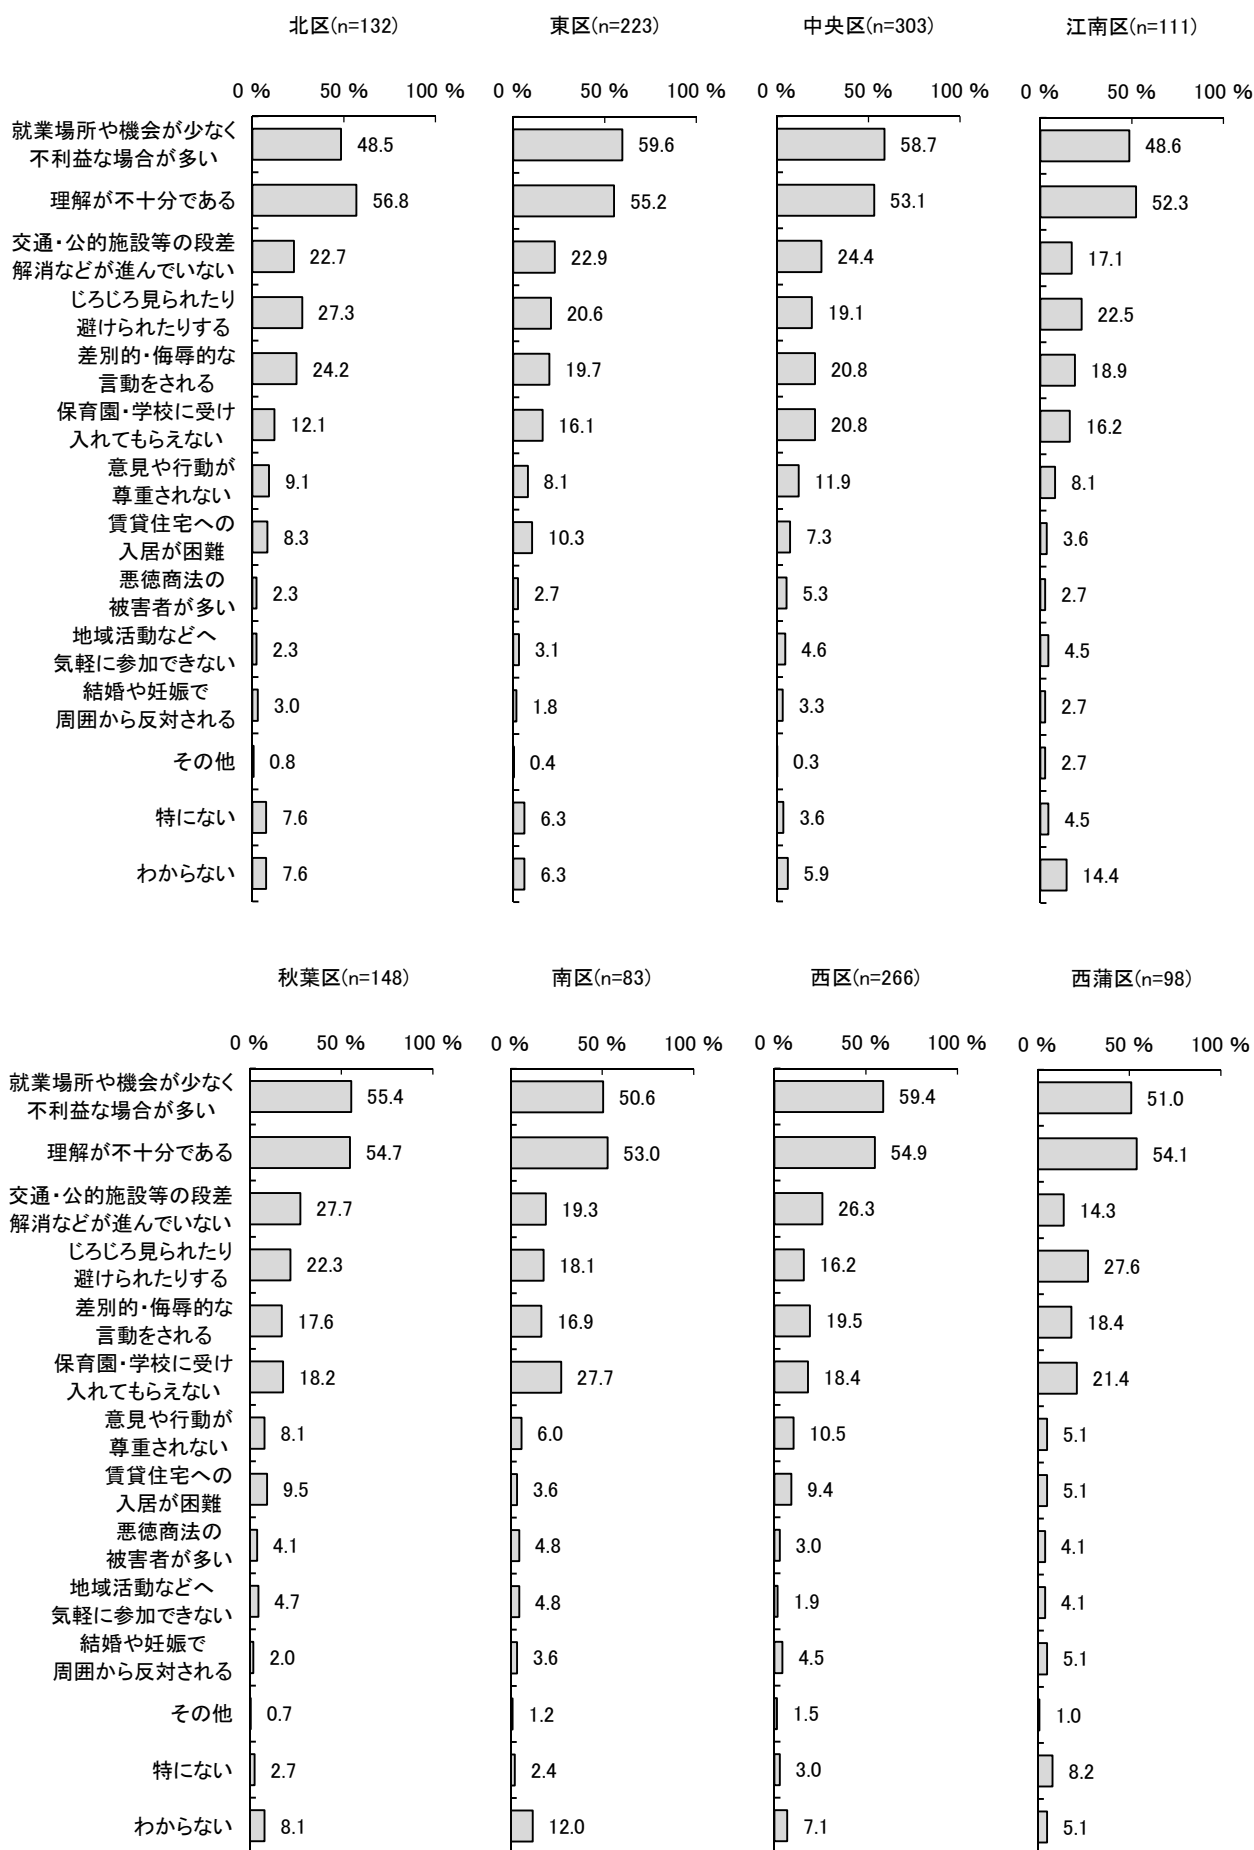 北区(n=132) 東区(n=223) 中央区(n=303) 江南区(n=111)
0 % 50 % 100 % 0 % 50 % 100 % 0 % 50 % 100 % 0 % 50 % 100 %
就業場所や機会が少なく
不利益な場合が多い 48.5 59.6 58.7 48.6
理解が不十分である 56.8 55.2 53.1 52.3
交通・公的施設等の段差
解消などが進んでいない 22.7 22.9 24.4 17.1
じろじろ見られたり
避けられたりする 27.3 20.6 19.1 22.5
差別的・侮辱的な
言動をされる 24.2 19.7 20.8 18.9
保育園・学校に受け
入れてもらえない 12.1 16.1 20.8 16.2
意見や行動が
尊重されない 9.1 8.1 11.9 8.1
賃貸住宅への
入居が困難 8.3 10.3 7.3 3.6
悪徳商法の
被害者が多い 2.3 2.7 5.3 2.7
地域活動などへ
気軽に参加できない 2.3 3.1 4.6 4.5
結婚や妊娠で
周囲から反対される 3.0 1.8 3.3 2.7
その他 0.8 0.4 0.3 2.7
特にない 7.6 6.3 3.6 4.5
わからない 7.6 6.3 5.9 14.4
秋葉区(n=148) 南区(n=83) 西区(n=266) 西蒲区(n=98)
0 % 50 % 100 % 0 % 50 % 100 % 0 % 50 % 100 % 0 % 50 % 100 %
就業場所や機会が少なく
不利益な場合が多い 55.4 50.6 59.4 51.0
理解が不十分である 54.7 53.0 54.9 54.1
交通・公的施設等の段差
解消などが進んでいない 27.7 19.3 26.3 14.3
じろじろ見られたり
避けられたりする 22.3 18.1 16.2 27.6
差別的・侮辱的な
言動をされる 17.6 16.9 19.5 18.4
保育園・学校に受け
入れてもらえない 18.2 27.7 18.4 21.4
意見や行動が
尊重されない 8.1 6.0 10.5 5.1
賃貸住宅への
入居が困難 9.5 3.6 9.4 5.1
悪徳商法の
被害者が多い 4.1 4.8 3.0 4.1
地域活動などへ
気軽に参加できない 4.7 4.8 1.9 4.1
結婚や妊娠で
周囲から反対される 2.0 3.6 4.5 5.1
その他 0.7 1.2 1.5 1.0
特にない 2.7 2.4 3.0 8.2
わからない 8.1 12.0 7.1 5.1